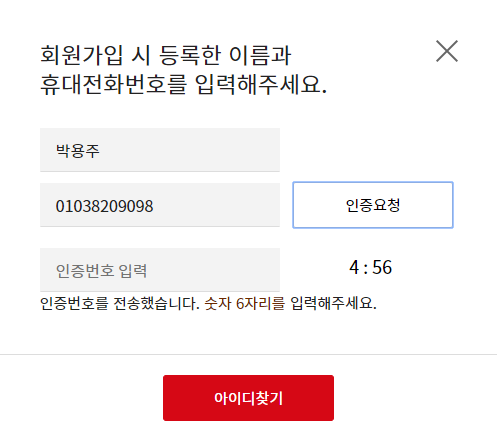 회원가입 시 등록한 이름과
휴대전화번호를 입력해주세요.
박용주
01038209098
인증요청
인증번호 입력
4 : 56
인증번호를 전송했습니다. 숫자 6자리를 입력해주세요.
아이디찾기